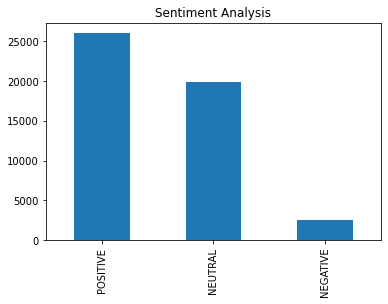 Sentiment Analysis
25000
20000
15000
10000
5000
0
POSITIVE
NEUTRAL
NEGATIVE